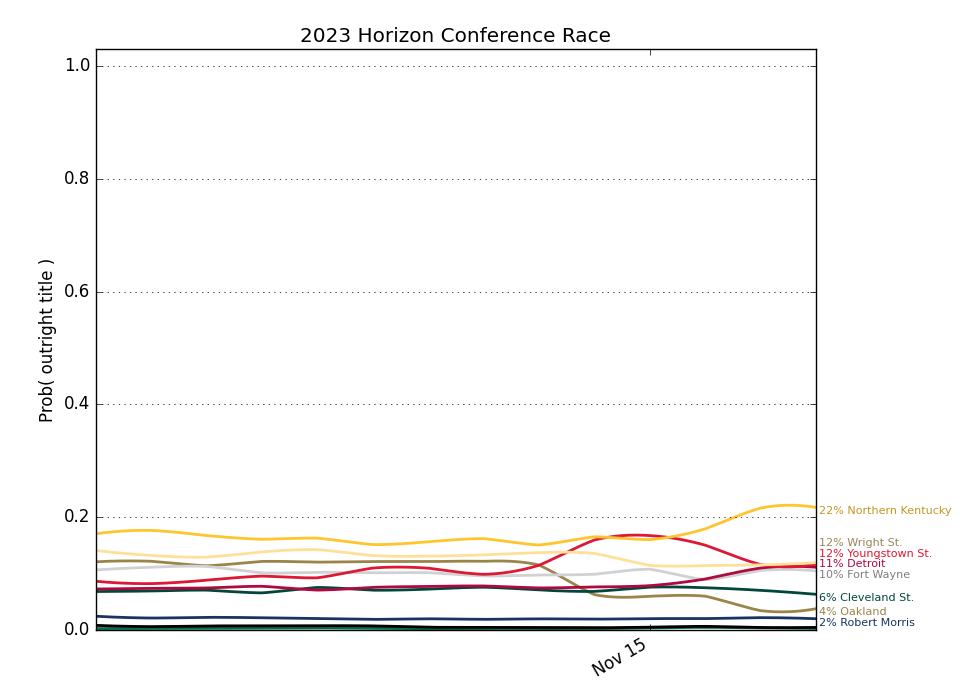 2023 Horizon Conference Race
1.0
0.8
0.6
0.4
0.2
0.0
Prob( outright title )
Nov 15
22% Northern Kentucky
12% Wright St.
12% Youngstown St.
11% Detroit
10% Fort Wayne
6% Cleveland St.
4% Oakland
2% Robert Morris